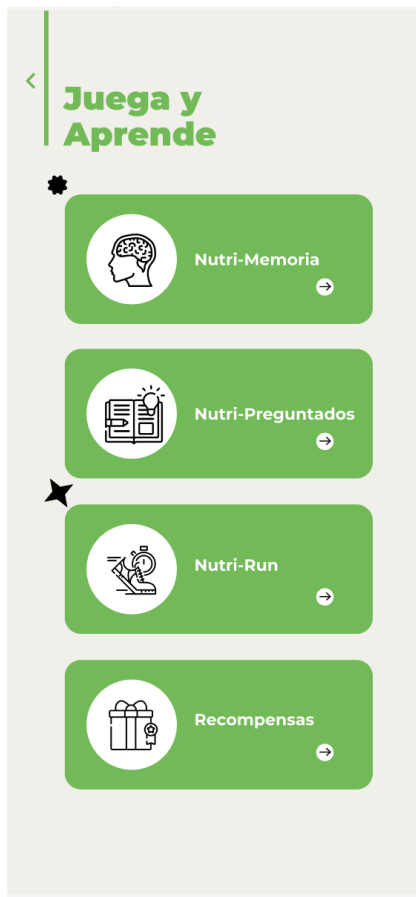 Juega y
Aprende
Nutri-Memoria
Nutri-Preguntados
Nutri-Run
Recompensas